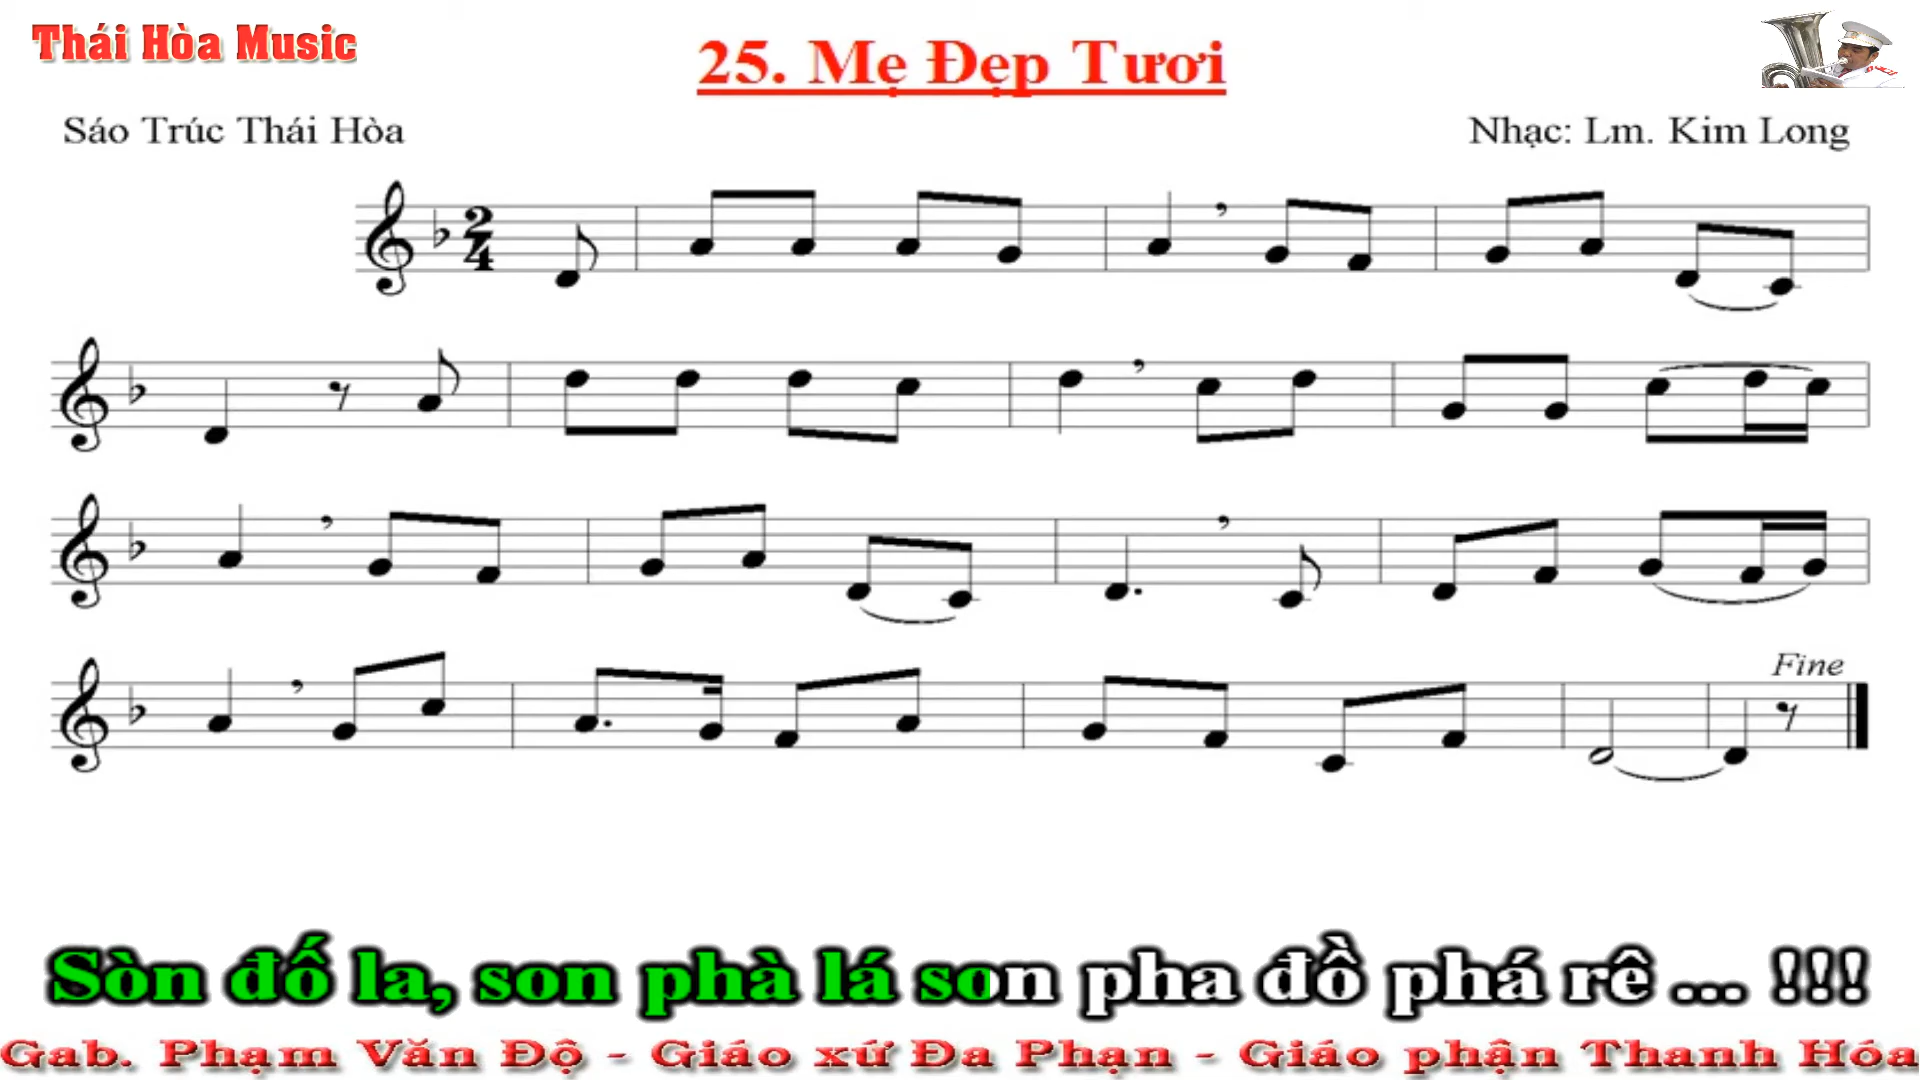 Thái Hòa Music
25. Mẹ Đẹp Tươi
Sáo Trúc Thái Hòa
Nhạc: Lm. Kim Long
2
4
Fine
Sòn đố la, son phà lá son pha đồ phá rê ... !!!
Gab. Phạm Văn Độ - Giáo xứ Đa Phạn - Giáo phận Thanh Hóa